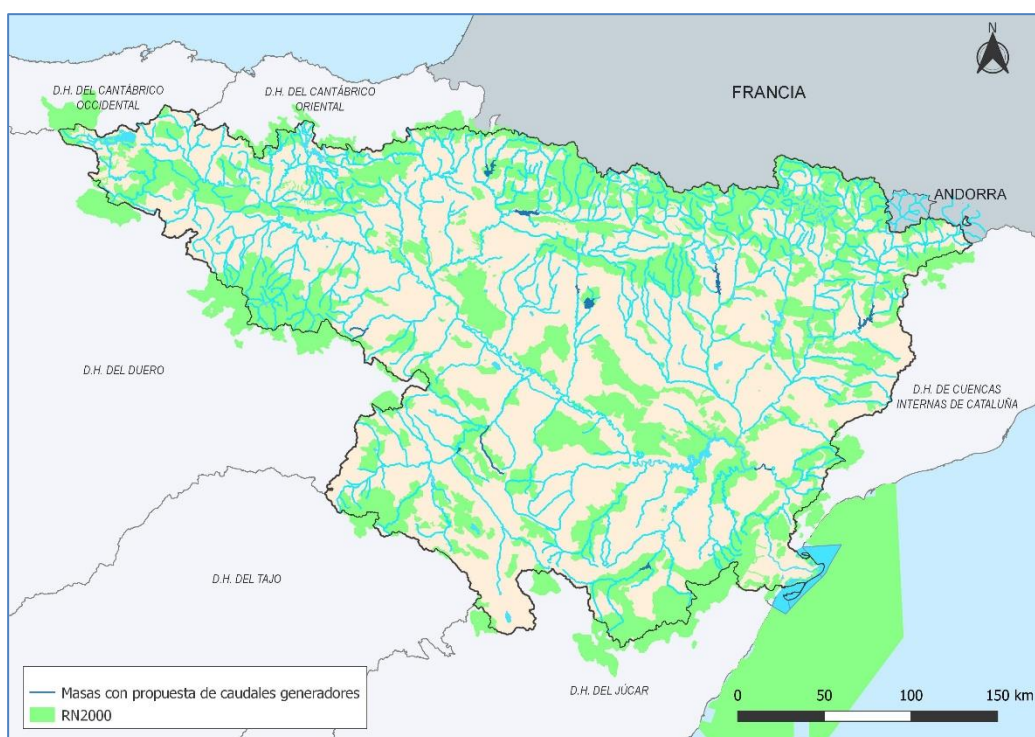 N
D.H. DEL CANTÁBRICO
OCCIDENTAL
D.H. DEL CANTÁBRICO
ORIENTAL
FRANCIA
ANDORRA
D.H. DEL DUERO
D.H. DE CUENCAS
INTERNAS DE CATALUÑA
D.H. DEL TAJO
D.H. DEL JÚCAR
Masas con propuesta de caudales generadores
RN2000
0 50 100 150 km